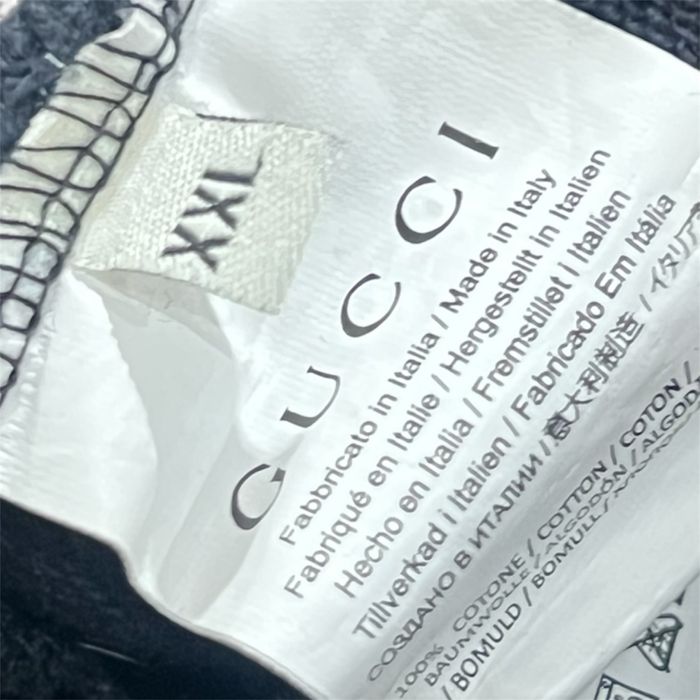 XXL
GUCCI
Fabbricato in Italia / Made in Italy
Fabriqué en Italie / Hergestellt in Italien
Hecho en Italia / Fremstillet i Italien
Tillverkad i Italien / Fabricado Em Itália
СОЗДАНО В ИТАЛИИ / 意大利制造 / イタリア
100% COTONE / COTTON / COTON /
BAUMWOLLE / ALGODÓN / ALGOD
/ BOMULD / BOMULL /